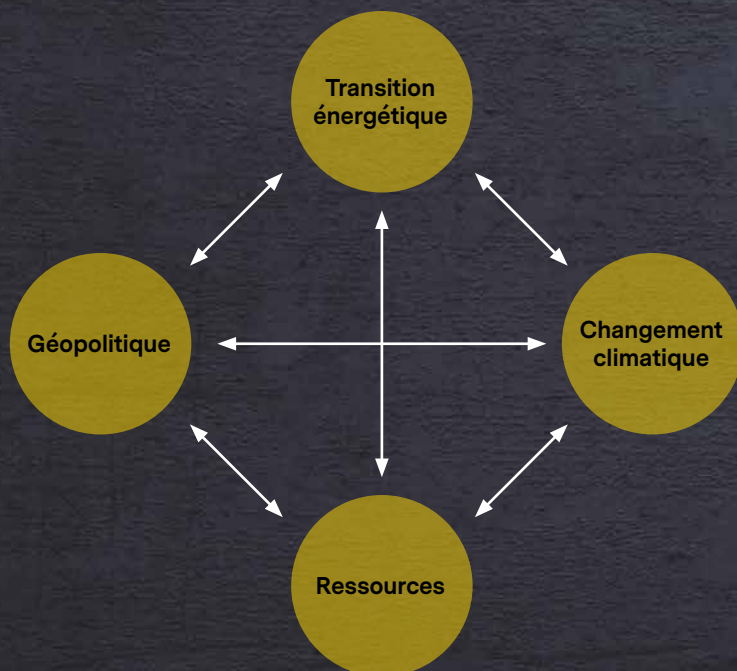 Transition
énergétique
Géopolitique
Changement
climatique
Ressources